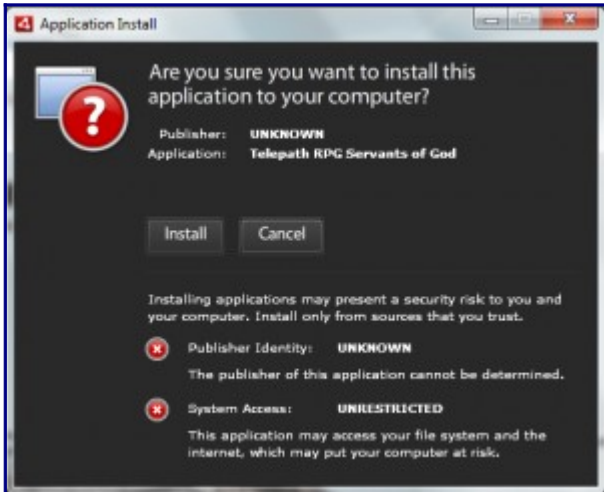 Application Install
Are you sure you want to install this
application to your computer?
Publisher: UNKNOWN
Application: Telepath RPG Servants of God
Install Cancel
Installing applications may present a security risk to you and
your computer. Install only from sources that you trust.
Publisher Identity: UNKNOWN
The publisher of this application cannot be determined.
System Access: UNRESTRICTED
This application may access your file system and the
internet, which may put your computer at risk.